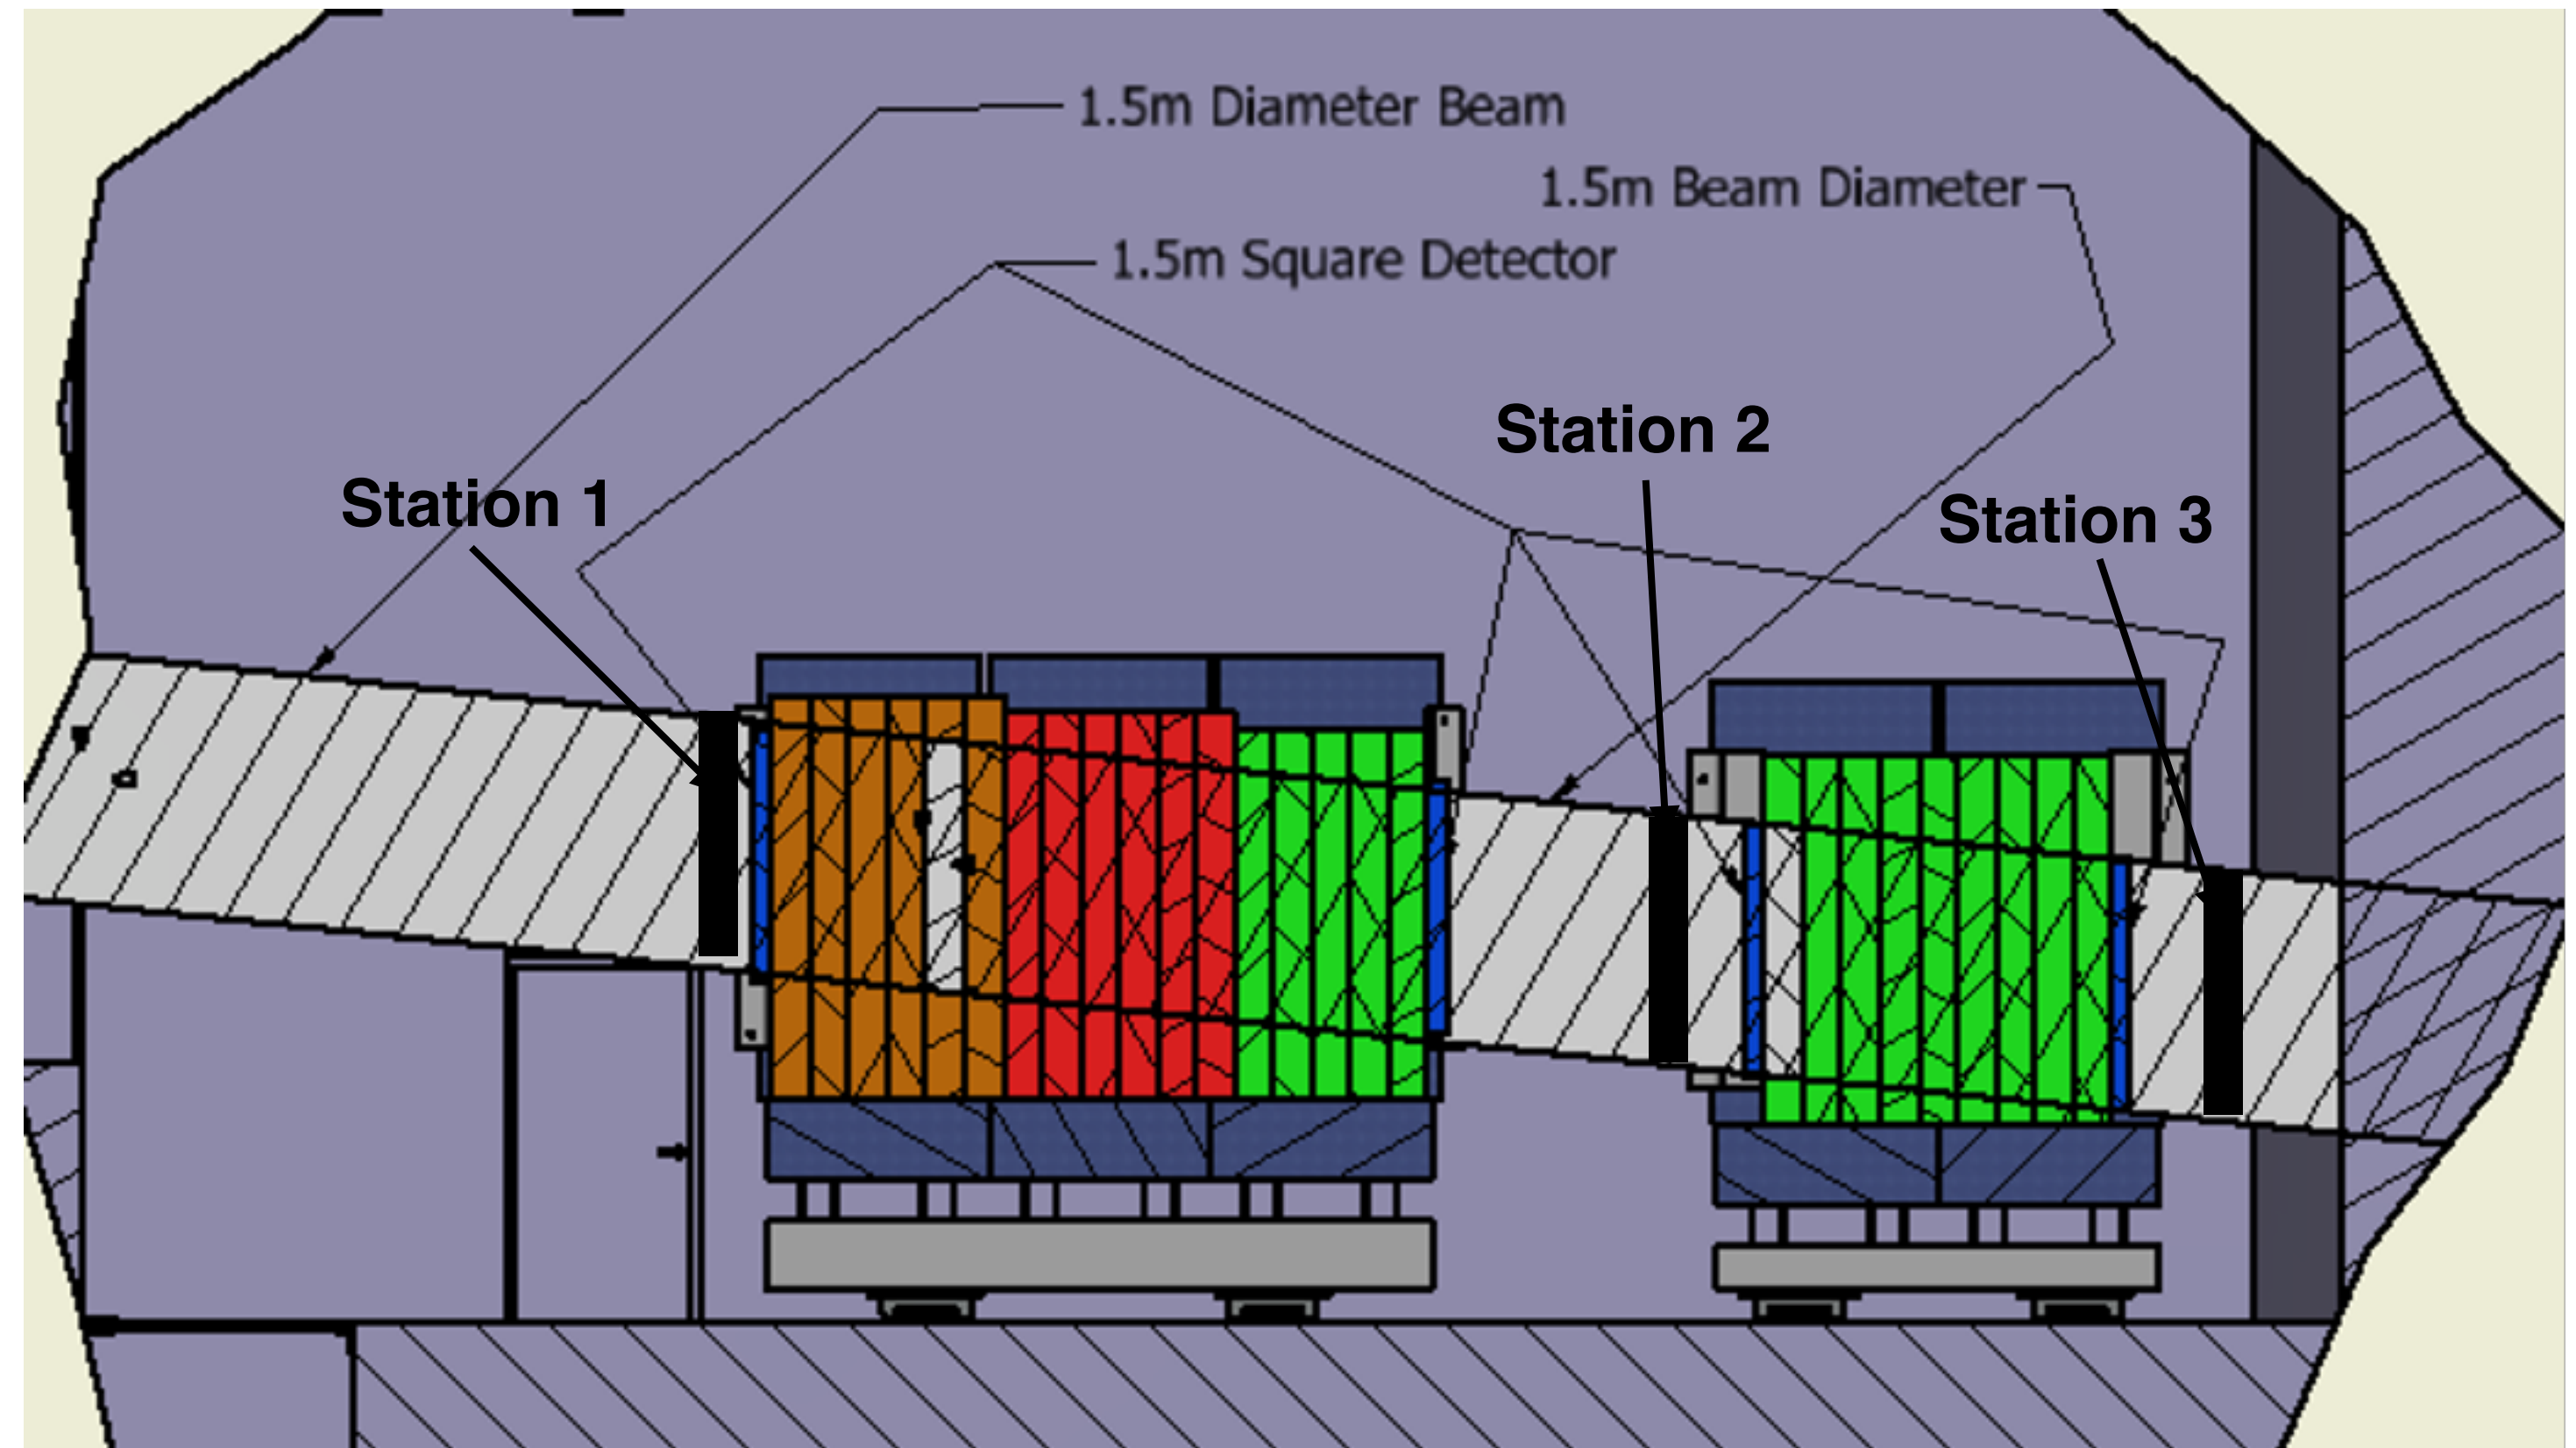 1.5m Diameter Beam
1.5m Beam Diameter
1.5m Square Detector
Station 2
Station 1
Station 3